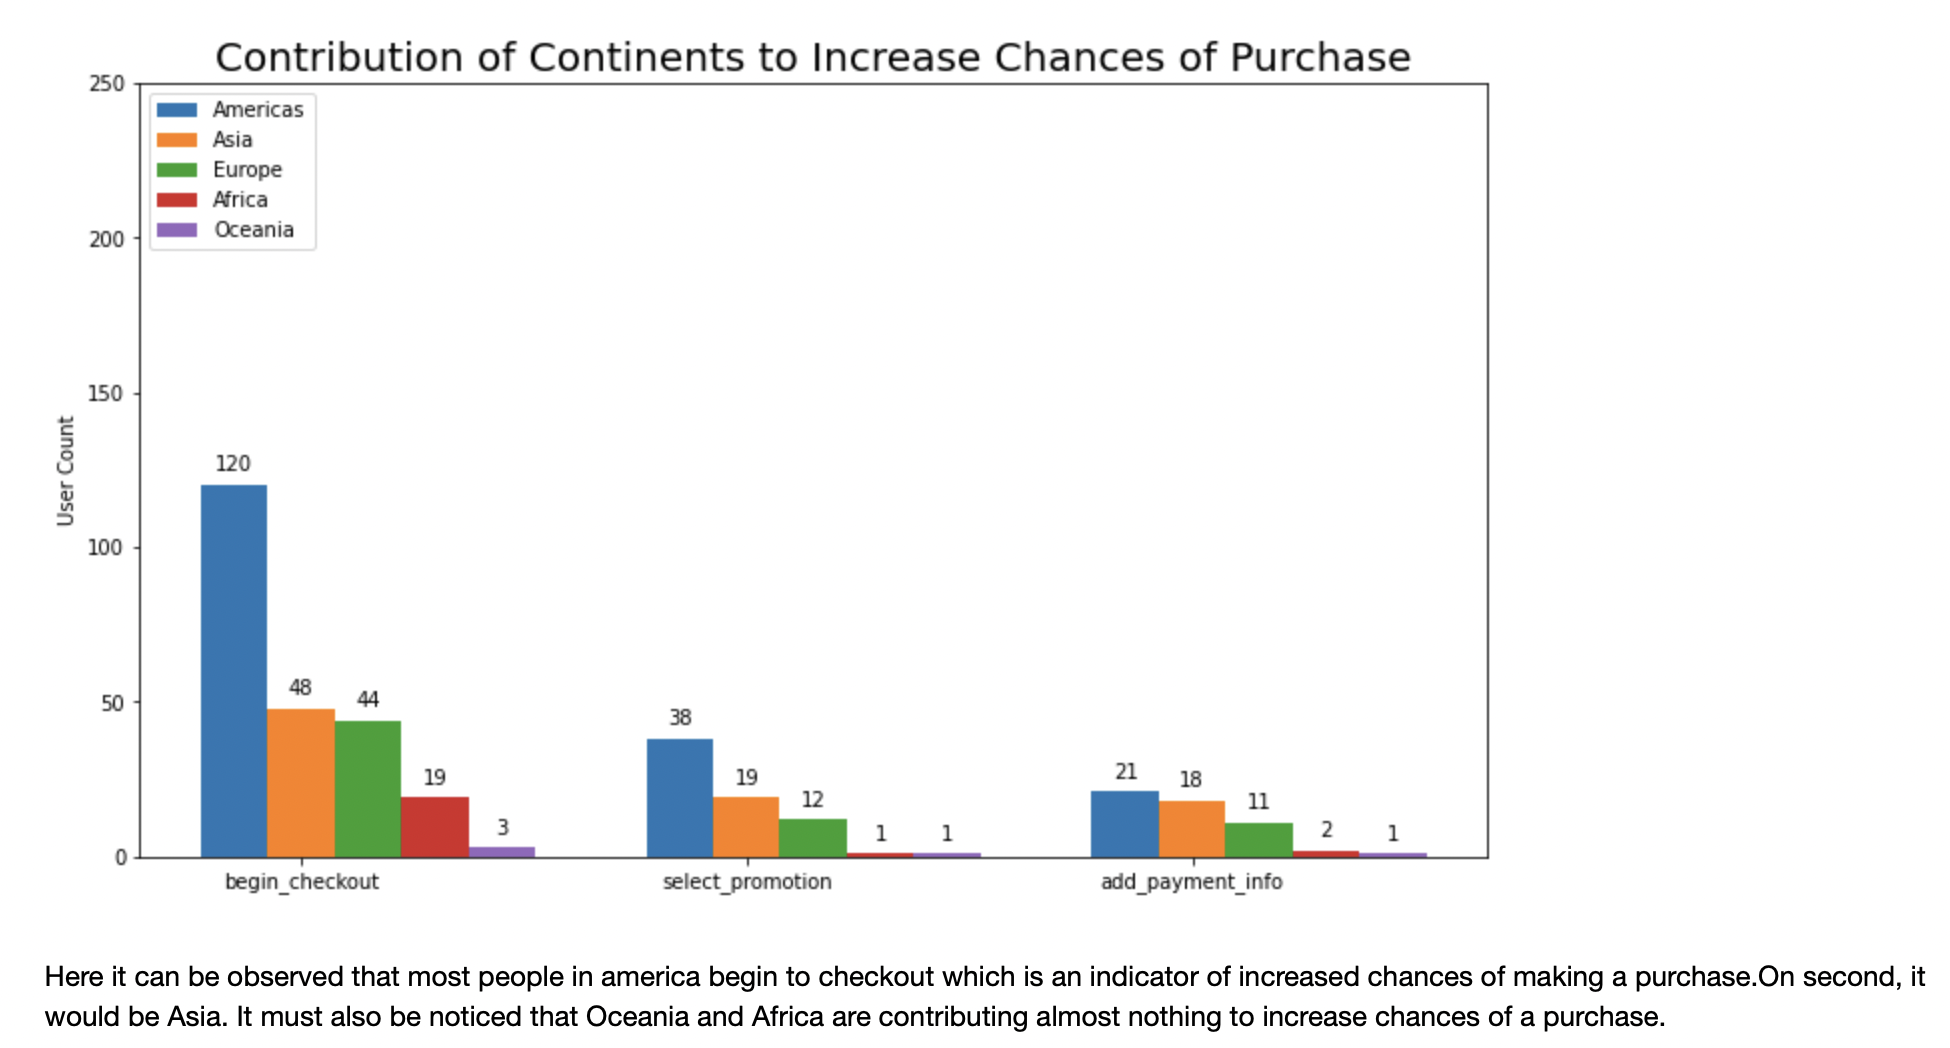 Contribution of Continents to Increase Chances of Purchase
250
200
150
100
50
0
User Count
Americas
Asia
Europe
Africa
Oceania
120
48
44
19
3
38
19
12
1
1
21
18
11
2
1
begin_checkout
select_promotion
add_payment_info
Here it can be observed that most people in america begin to checkout which is an indicator of increased chances of making a purchase.On second, it
would be Asia. It must also be noticed that Oceania and Africa are contributing almost nothing to increase chances of a purchase.